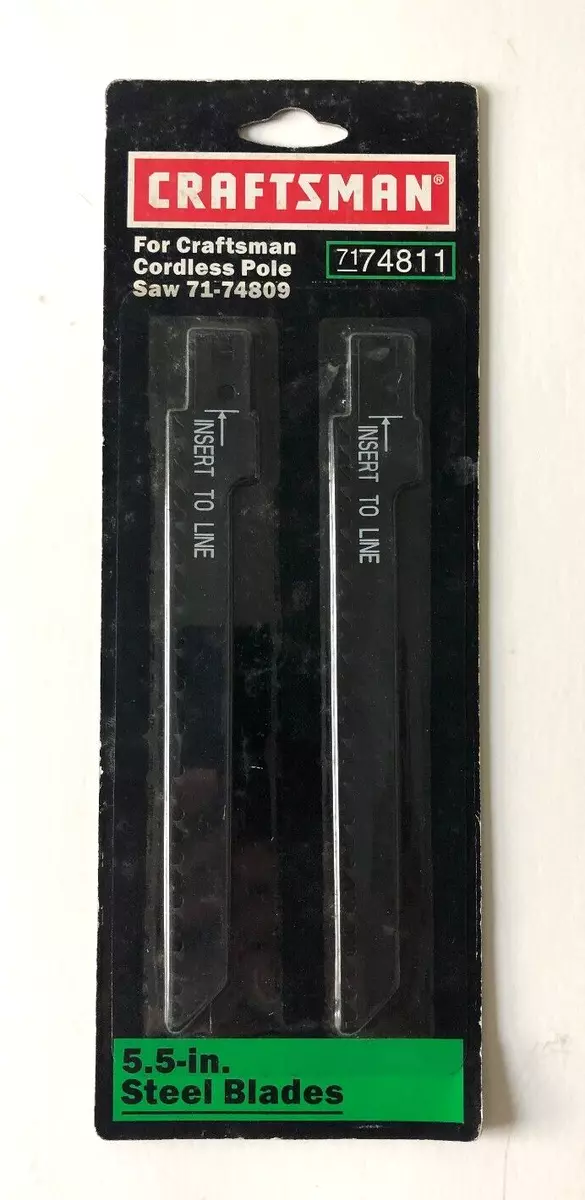 CRAFTSMAN®
For Craftsman
Cordless Pole
Saw 71-74809
7174811
INSERT TO LINE
INSERT TO LINE
5.5-in.
Steel Blades